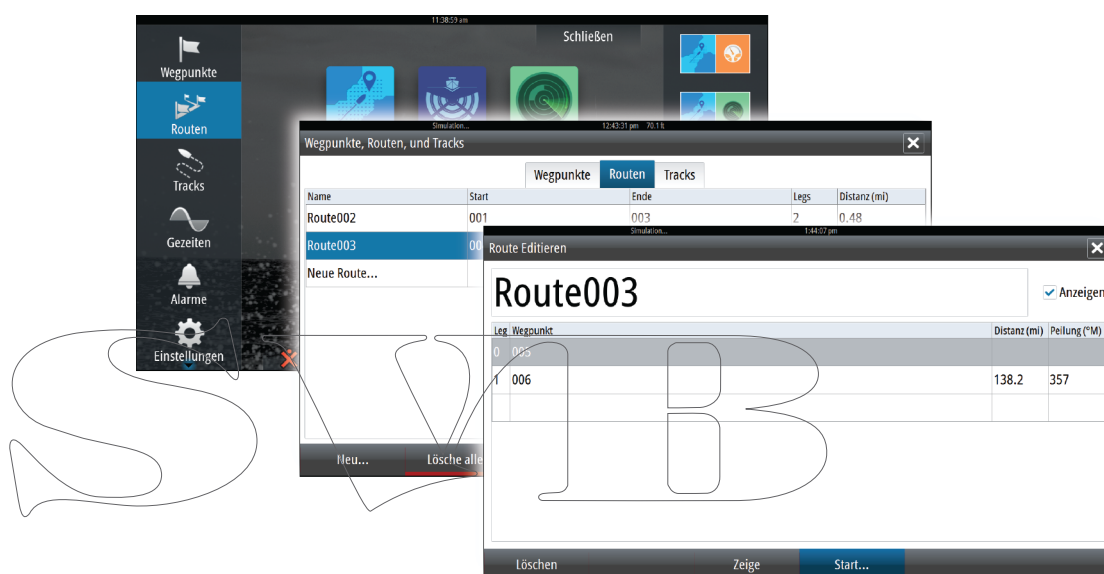 11:38:59 am
Schließen
Wegpunkte
Routen
Tracks
Gezeiten
Alarme
Einstellungen
Simulation... 12:43:31 pm 70.1 ft
Wegpunkte, Routen, und Tracks
Wegpunkte Routen Tracks
Name Start Ende Legs Distanz (mi)
Route002 001 003 2 0.48
Route003 00
Neue Route...
Neu... Lösche alle
Simulation... 1:44:07 pm
Route Editieren
Route003
Anzeigen
Leg Wegpunkt Distanz (mi) Peilung (°M)
0 005
1 006 138.2 357
Löschen Zeige Start...
SVB